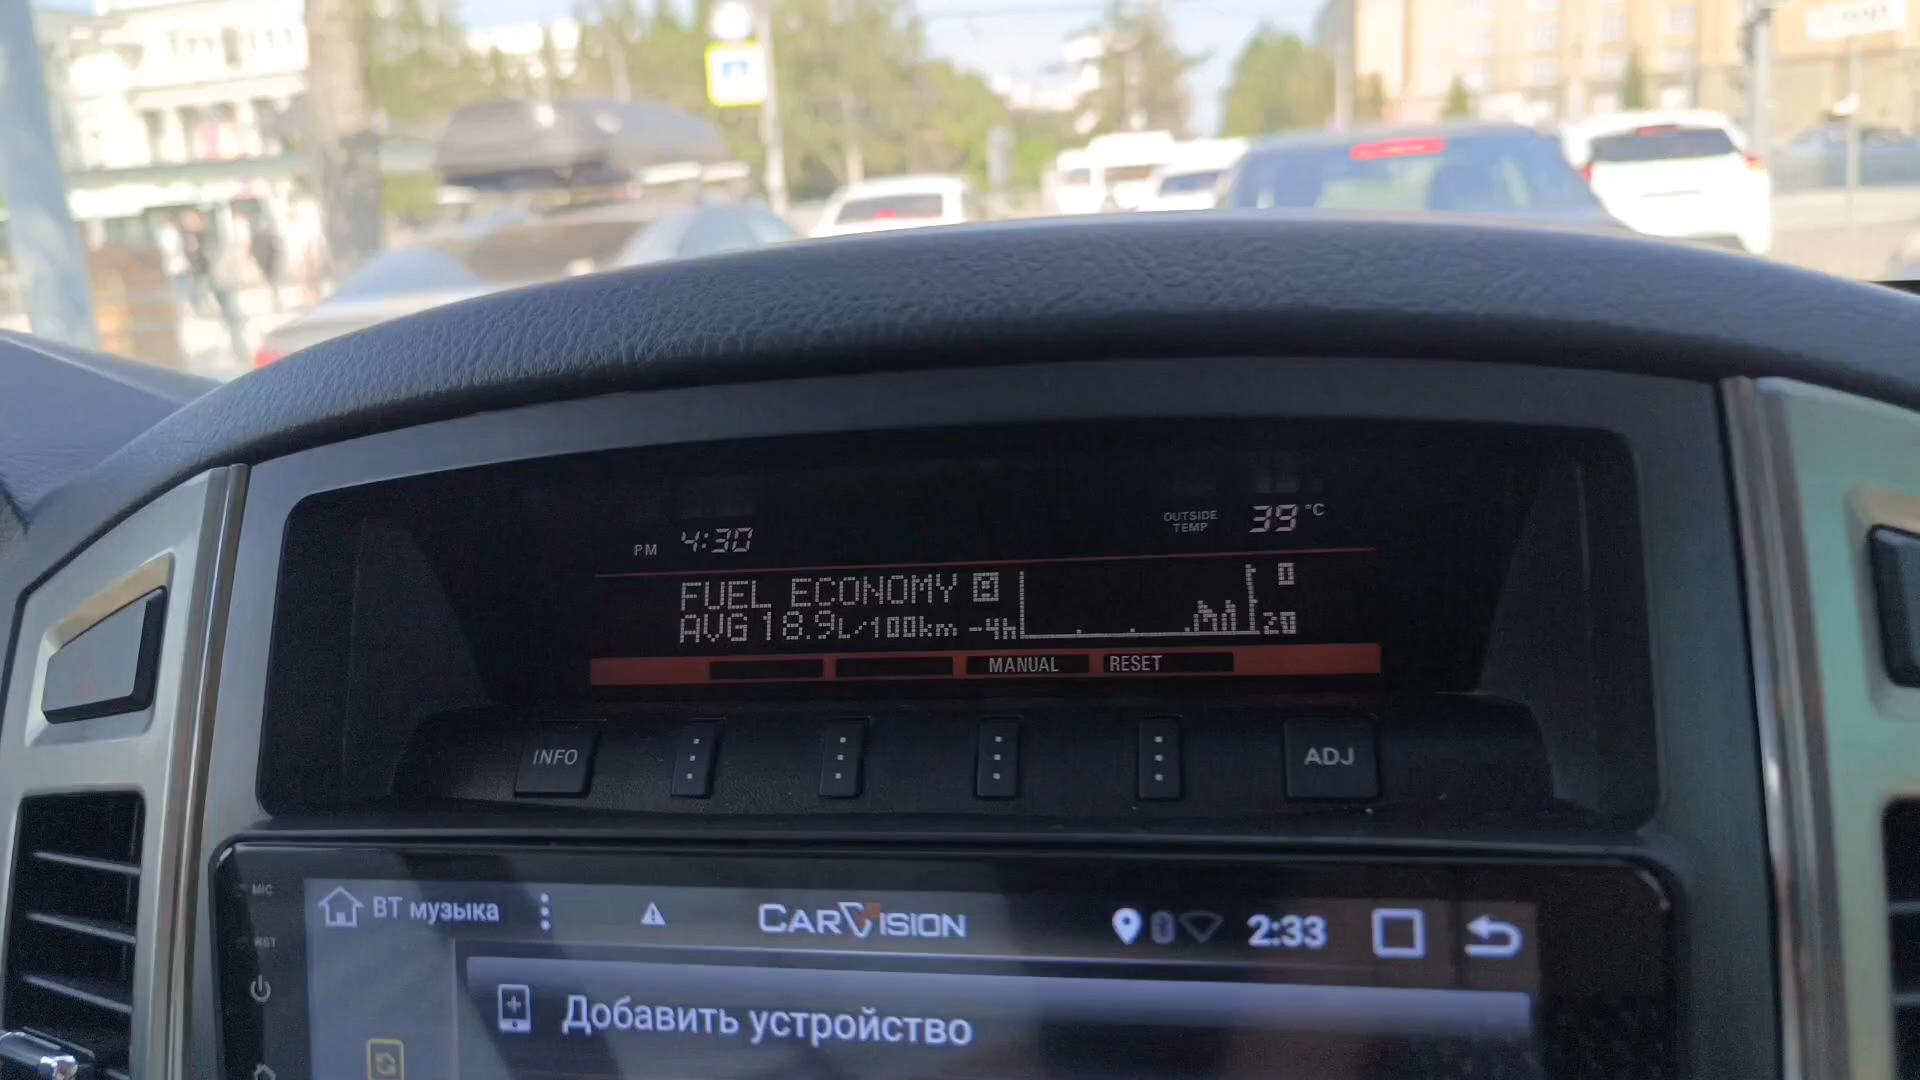 PM 4:30
OUTSIDE TEMP 39 °C
FUEL ECONOMY M
AVG 18.9L/100km -4h
0
20
MANUAL RESET
INFO
ADJ
MIC
RST
BT музыка
CARVISION
2:33
Добавить устройство